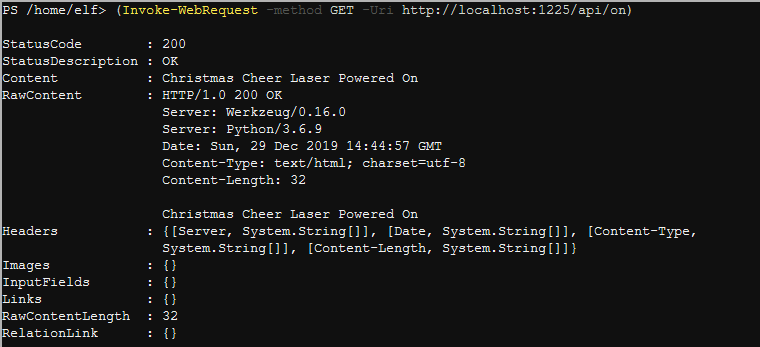 PS /home/elf> (Invoke-WebRequest -method GET -Uri http://localhost:1225/api/on)
StatusCode : 200
StatusDescription : OK
Content : Christmas Cheer Laser Powered On
RawContent : HTTP/1.0 200 OK
Server: Werkzeug/0.16.0
Server: Python/3.6.9
Date: Sun, 29 Dec 2019 14:44:57 GMT
Content-Type: text/html; charset=utf-8
Content-Length: 32
Christmas Cheer Laser Powered On
Headers : {[Server, System.String[]], [Date, System.String[]], [Content-Type,
System.String[]], [Content-Length, System.String[]]}
Images : {}
InputFields : {}
Links : {}
RawContentLength : 32
RelationLink : {}